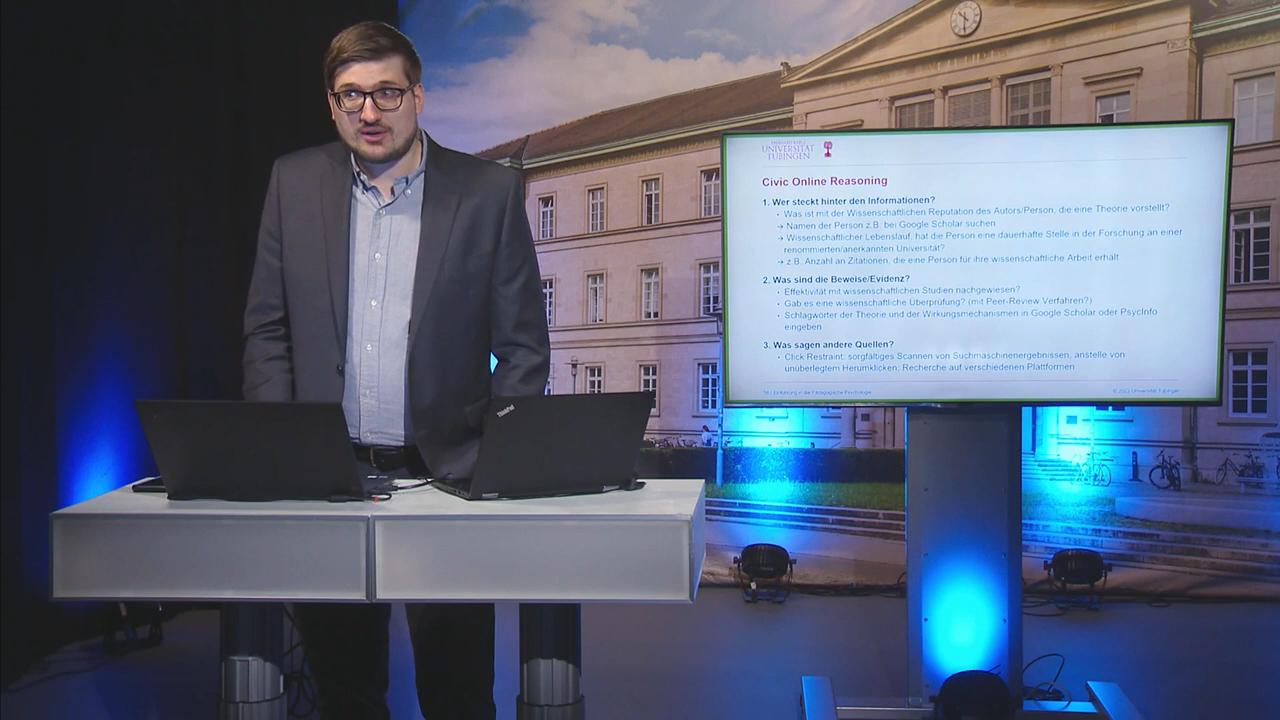 EBERHARD KARLS
UNIVERSITÄT
TÜBINGEN
Civic Online Reasoning
1. Wer steckt hinter den Informationen?
• Was ist mit der Wissenschaftlichen Reputation des Autors/Person, die eine Theorie vorstellt?
→ Namen der Person z.B. bei Google Scholar suchen
→ Wissenschaftlicher Lebenslauf, hat die Person eine dauerhafte Stelle in der Forschung an einer
renommierten/anerkannten Universität?
→ z.B. Anzahl an Zitationen, die eine Person für ihre wissenschaftliche Arbeit erhält
2. Was sind die Beweise/Evidenz?
• Effektivität mit wissenschaftlichen Studien nachgewiesen?
• Gab es eine wissenschaftliche Überprüfung? (mit Peer-Review Verfahren?)
• Schlagwörter der Theorie und der Wirkungsmechanismen in Google Scholar oder PsycInfo
eingeben
3. Was sagen andere Quellen?
• Click Restraint: sorgfältiges Scannen von Suchmaschinenergebnissen, anstelle von
unüberlegtem Herumklicken; Recherche auf verschiedenen Plattformen
Einführung in die Pädagogische Psychologie
Universität Tübingen
ThinkPad